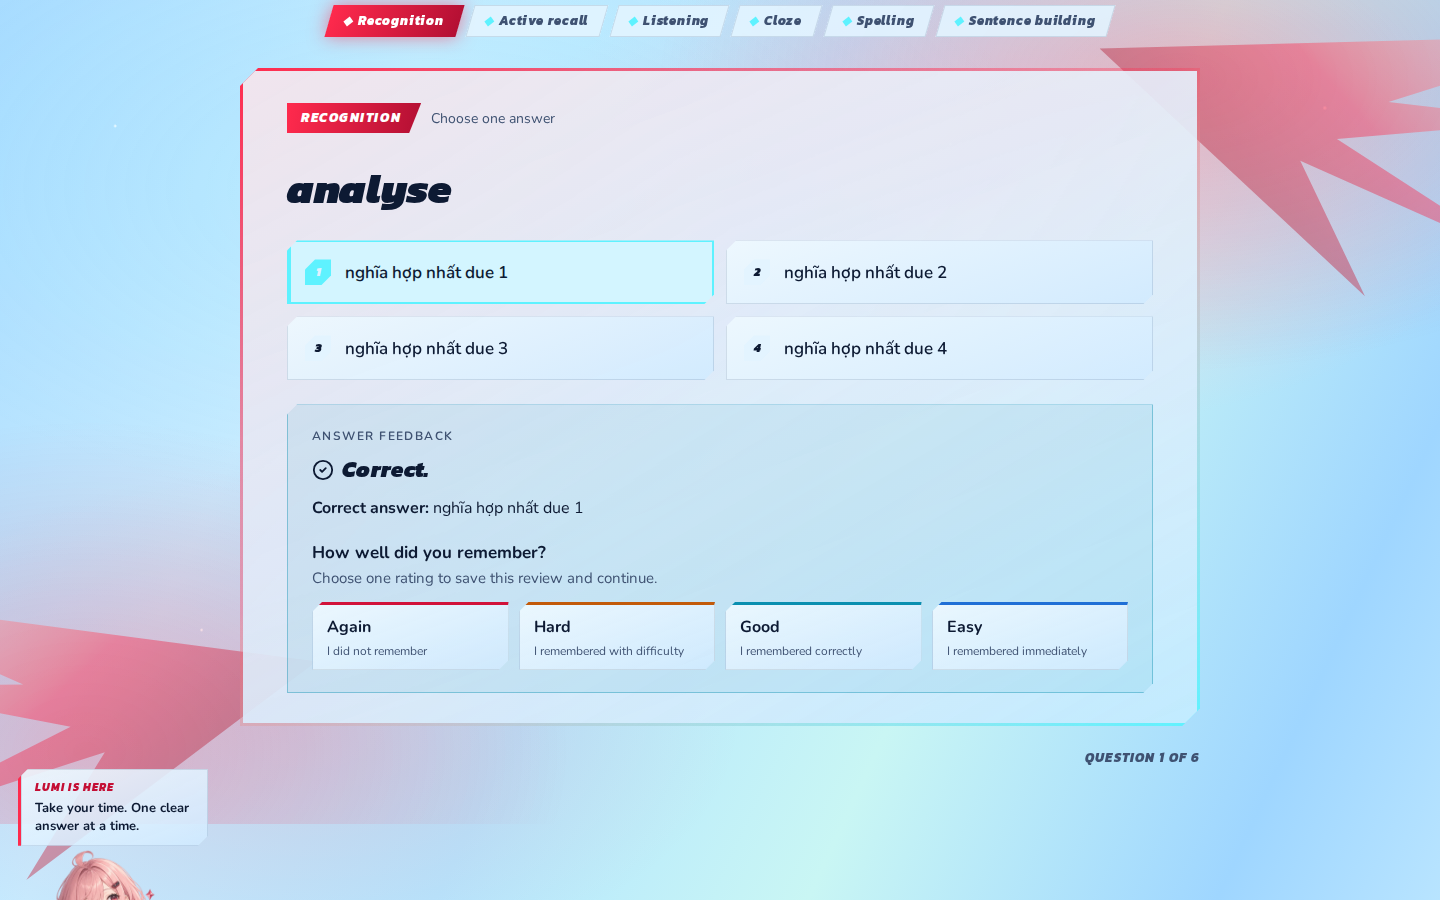 Recognition
Active recall
Listening
Cloze
Spelling
Sentence building
RECOGNITION
Choose one answer
analyse
1 nghĩa hợp nhất due 1
2 nghĩa hợp nhất due 2
3 nghĩa hợp nhất due 3
4 nghĩa hợp nhất due 4
ANSWER FEEDBACK
Correct.
Correct answer: nghĩa hợp nhất due 1
How well did you remember?
Choose one rating to save this review and continue.
Again
I did not remember
Hard
I remembered with difficulty
Good
I remembered correctly
Easy
I remembered immediately
QUESTION 1 OF 6
LUMI IS HERE
Take your time. One clear
answer at a time.